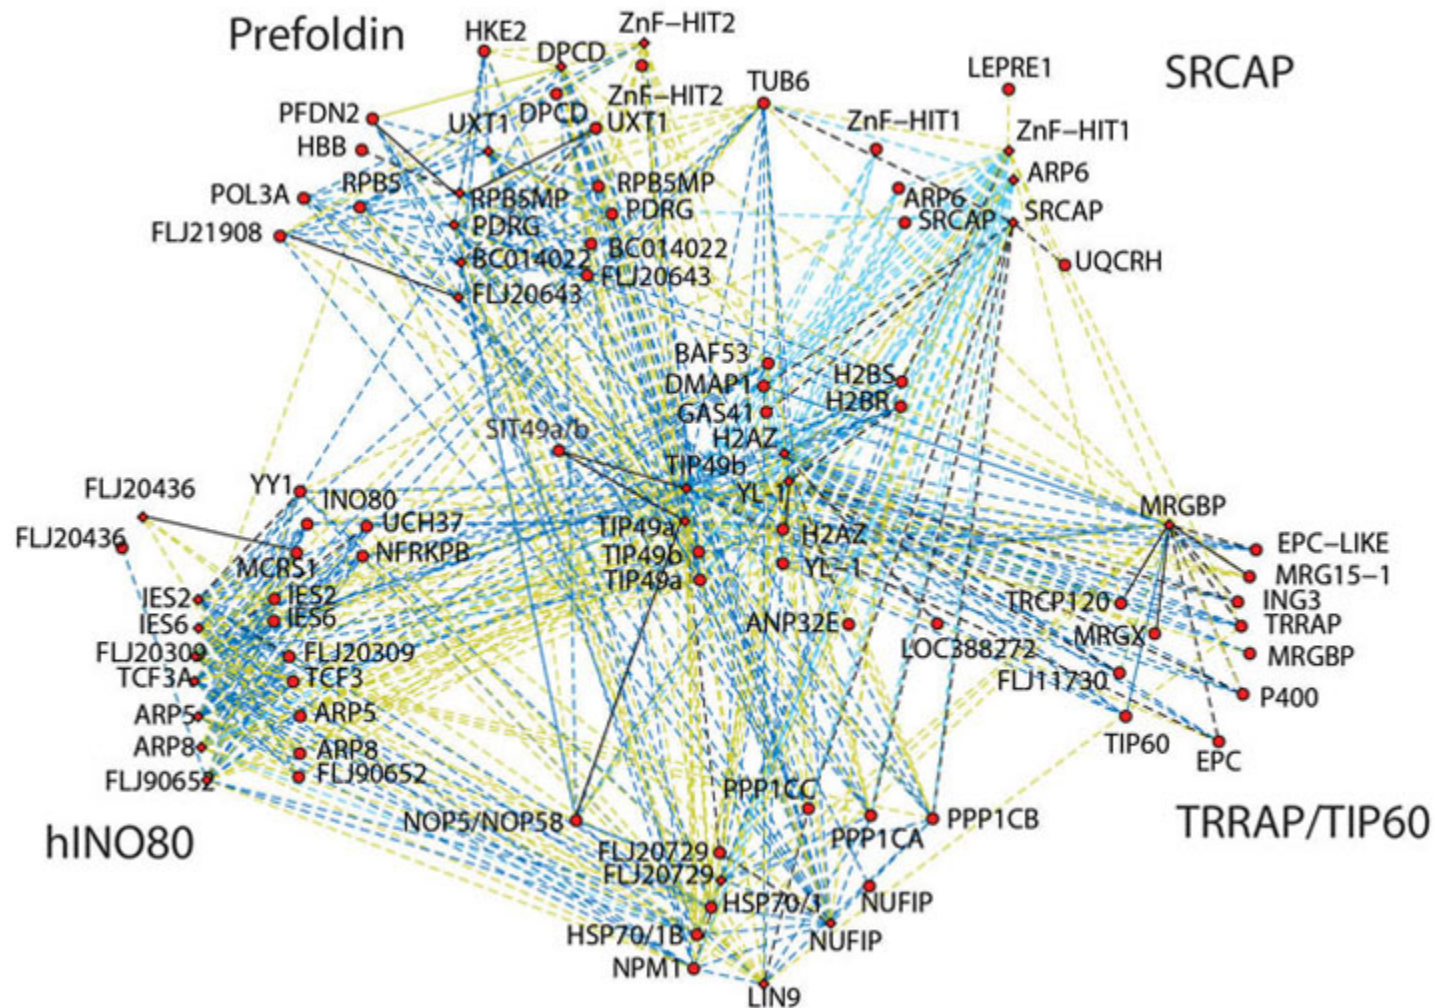 Prefoldin
HKE2
DPCD
ZnF-HIT2
SRCAP
LEPRE1
TUB6
ZnF-HIT2
PFDN2
UXT1
DPCD
UXT1
ZnF-HIT1
ZnF-HIT1
HBB
RPB5
RPB5MP
ARP6
POL3A
RPB5MP
ARP6
PDRG
SRCAP
SRCAP
FLJ21908
PDRG
BC014022
BC014022
UQCRH
FLJ20643
FLJ20643
BAF53
DMAP1
H2BS
GAS41
H2BR
SIT49a/b
H2AZ
TIP49b
YL-1
FLJ20436
YY1
INO80
MRGBP
UCH37
TIP49a
H2AZ
FLJ20436
NFRKPB
TIP49b
EPC-LIKE
MCRS1
TIP49a
YL-1
MRG15-1
IES2
IES2
TRCP120
ING3
IES6
IES6
ANP32E
MRGX
TRRAP
LOC388272
FLJ20309
FLJ20309
MRGBP
TCF3A
TCF3
FLJ11730
P400
ARP5
ARP5
TIP60
ARP8
ARP8
EPC
FLJ90652
FLJ90652
PPP1CC
hINO80
NOP5/NOP58
PPP1CA
PPP1CB
TRRAP/TIP60
FLJ20729
FLJ20729
HSP70/1
NUFIP
HSP70/1B
NUFIP
NPM1
LIN9